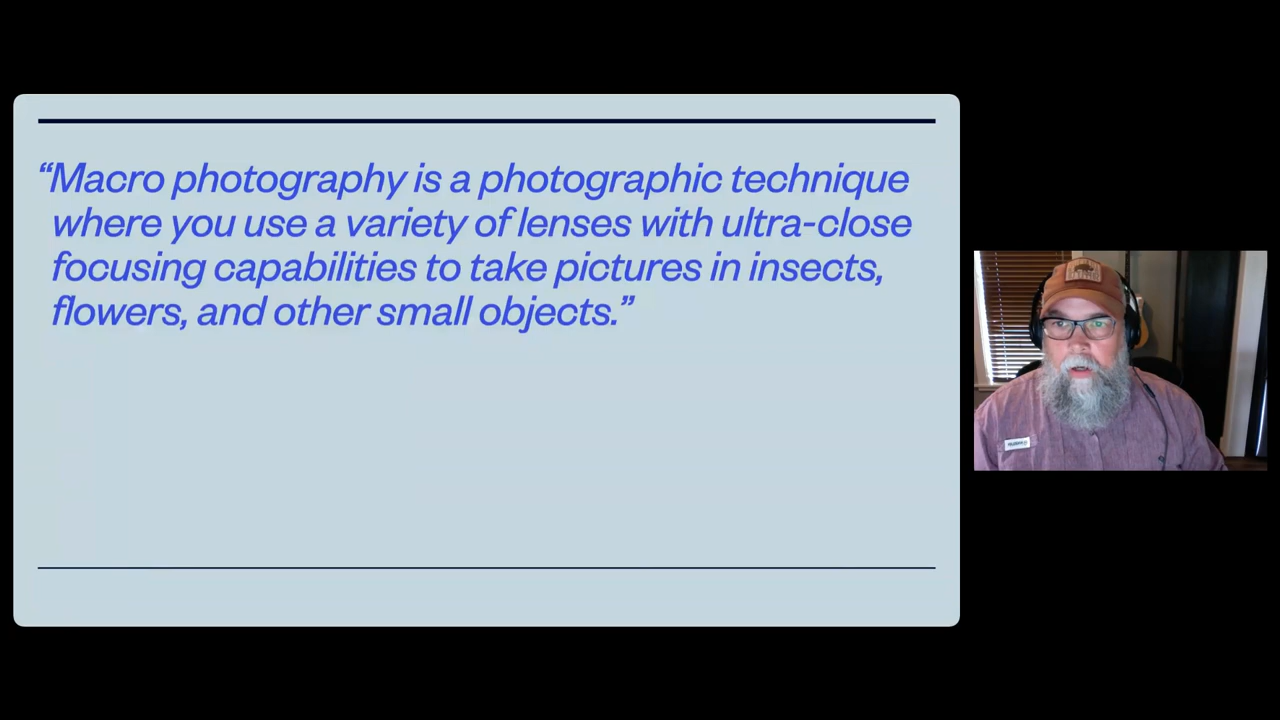 “Macro photography is a photographic technique
where you use a variety of lenses with ultra-close
focusing capabilities to take pictures in insects,
flowers, and other small objects.”